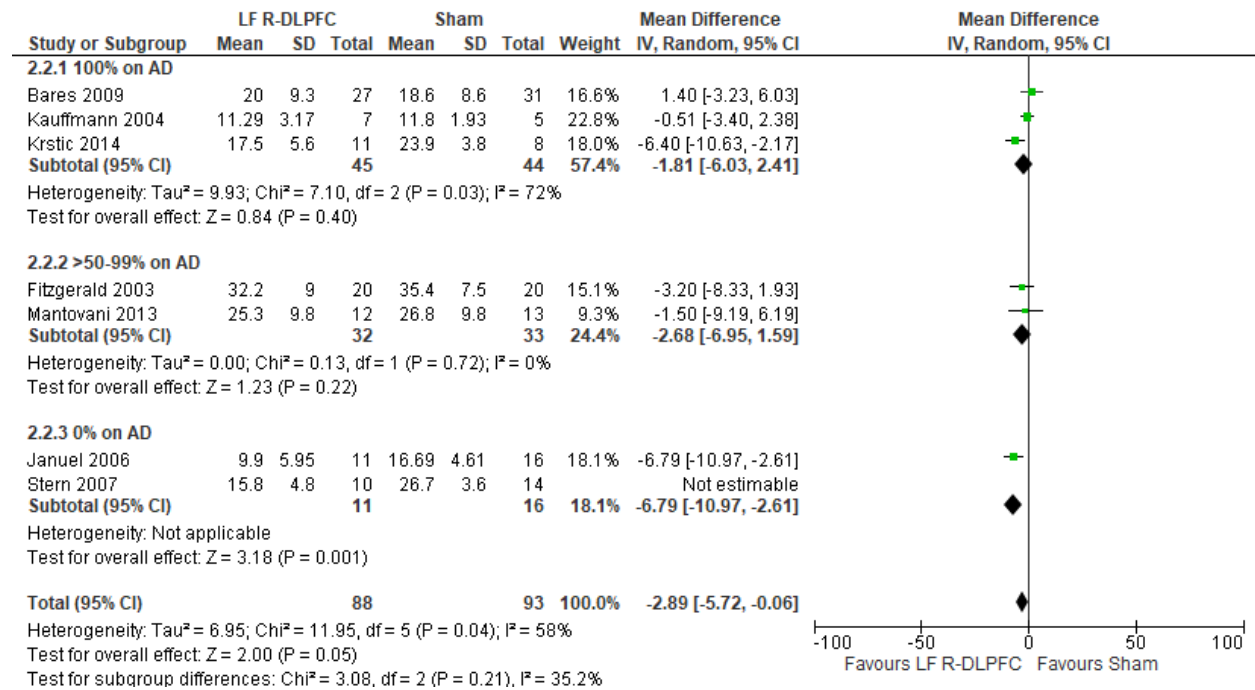 LF R-DLPFC Sham Mean Difference Mean Difference
Study or Subgroup Mean SD Total Mean SD Total Weight IV, Random, 95% CI IV, Random, 95% CI
2.2.1 100% on AD
Bares 2009 20 9.3 27 18.6 8.6 31 16.6% 1.40 [-3.23, 6.03]
Kauffmann 2004 11.29 3.17 7 11.8 1.93 5 22.8% -0.51 [-3.40, 2.38]
Krstic 2014 17.5 5.6 11 23.9 3.8 8 18.0% -6.40 [-10.63, -2.17]
Subtotal (95% CI) 45 44 57.4% -1.81 [-6.03, 2.41]
Heterogeneity: Tau² = 9.93; Chi² = 7.10, df = 2 (P = 0.03); I² = 72%
Test for overall effect: Z = 0.84 (P = 0.40)
2.2.2 >50-99% on AD
Fitzgerald 2003 32.2 9 20 35.4 7.5 20 15.1% -3.20 [-8.33, 1.93]
Mantovani 2013 25.3 9.8 12 26.8 9.8 13 9.3% -1.50 [-9.19, 6.19]
Subtotal (95% CI) 32 33 24.4% -2.68 [-6.95, 1.59]
Heterogeneity: Tau² = 0.00; Chi² = 0.13, df = 1 (P = 0.72); I² = 0%
Test for overall effect: Z = 1.23 (P = 0.22)
2.2.3 0% on AD
Januel 2006 9.9 5.95 11 16.69 4.61 16 18.1% -6.79 [-10.97, -2.61]
Stern 2007 15.8 4.8 10 26.7 3.6 14 Not estimable
Subtotal (95% CI) 11 16 18.1% -6.79 [-10.97, -2.61]
Heterogeneity: Not applicable
Test for overall effect: Z = 3.18 (P = 0.001)
Total (95% CI) 88 93 100.0% -2.89 [-5.72, -0.06]
Heterogeneity: Tau² = 6.95; Chi² = 11.95, df = 5 (P = 0.04); I² = 58%
Test for overall effect: Z = 2.00 (P = 0.05)
Test for subgroup differences: Chi² = 3.08, df = 2 (P = 0.21), I² = 35.2%
-100 -50 0 50 100
Favours LF R-DLPFC Favours Sham